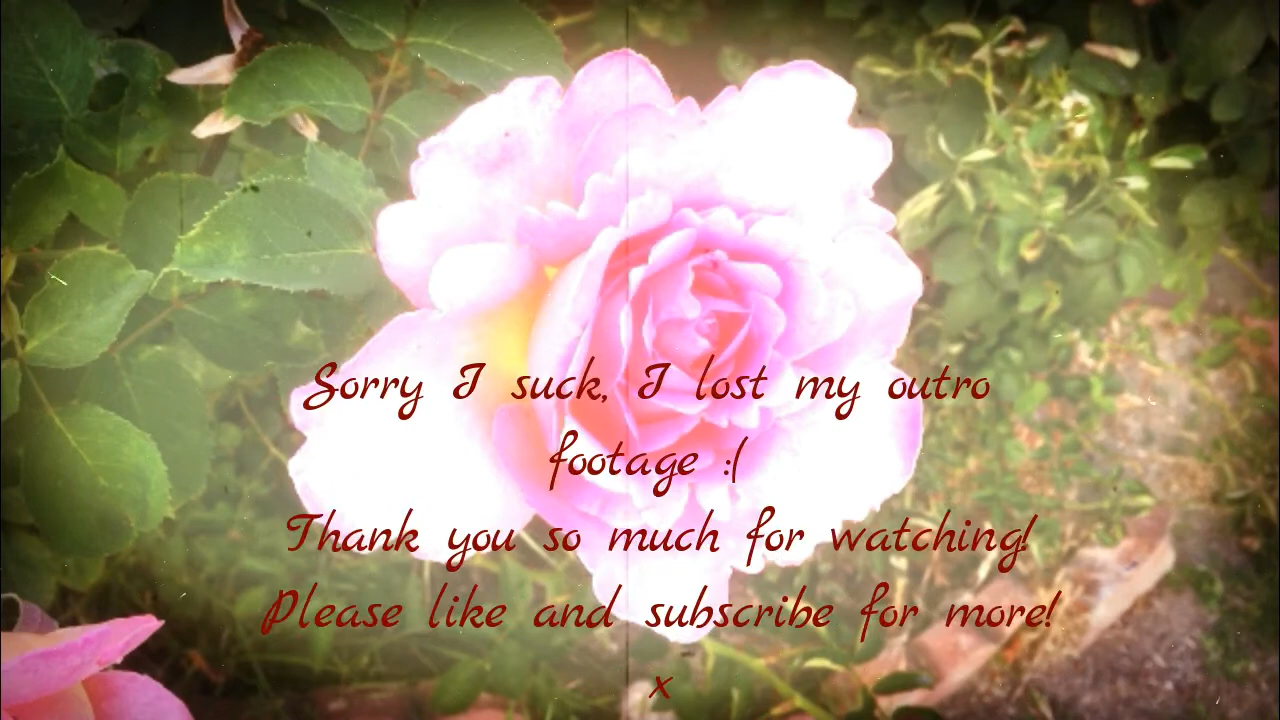 Sorry I suck, I lost my outro
footage :(
Thank you so much for watching!
Please like and subscribe for more!
x